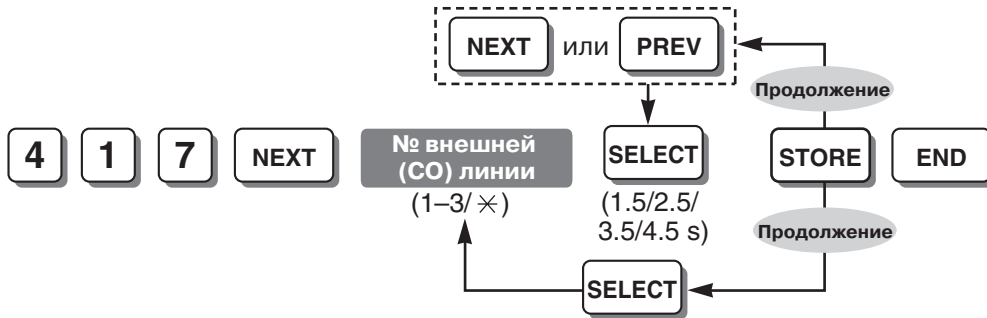 NEXT или PREV
Продолжение
4 1 7 NEXT № внешней (СО) линии SELECT STORE END
(1–3/✳)
(1.5/2.5/
3.5/4.5 s)
Продолжение
SELECT